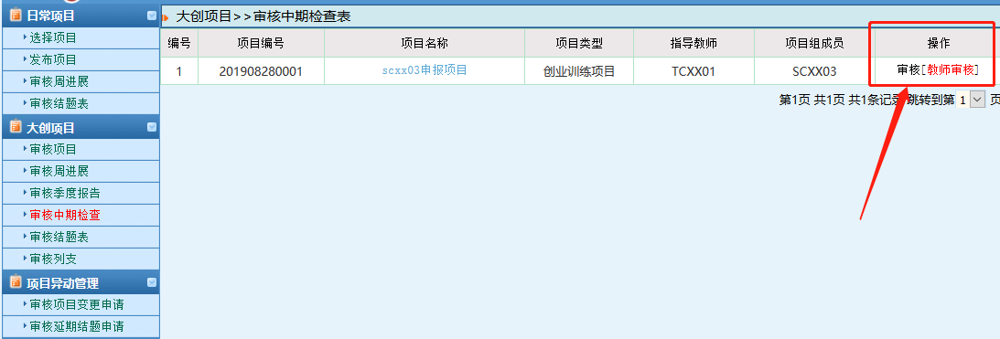 日常项目
选择项目
发布项目
审核周进展
审核结题表
大创项目
审核项目
审核周进展
审核季度报告
审核中期检查
审核结题表
审核列支
项目异动管理
审核项目变更申请
审核延期结题申请
大创项目>>审核中期检查表
编号 项目编号 项目名称 项目类型 指导教师 项目组成员 操作
1 201908280001 scxx03申报项目 创业训练项目 TCXX01 SCXX03 审核[教师审核]
第1页 共1页 共1条记录 跳转到第 1 页